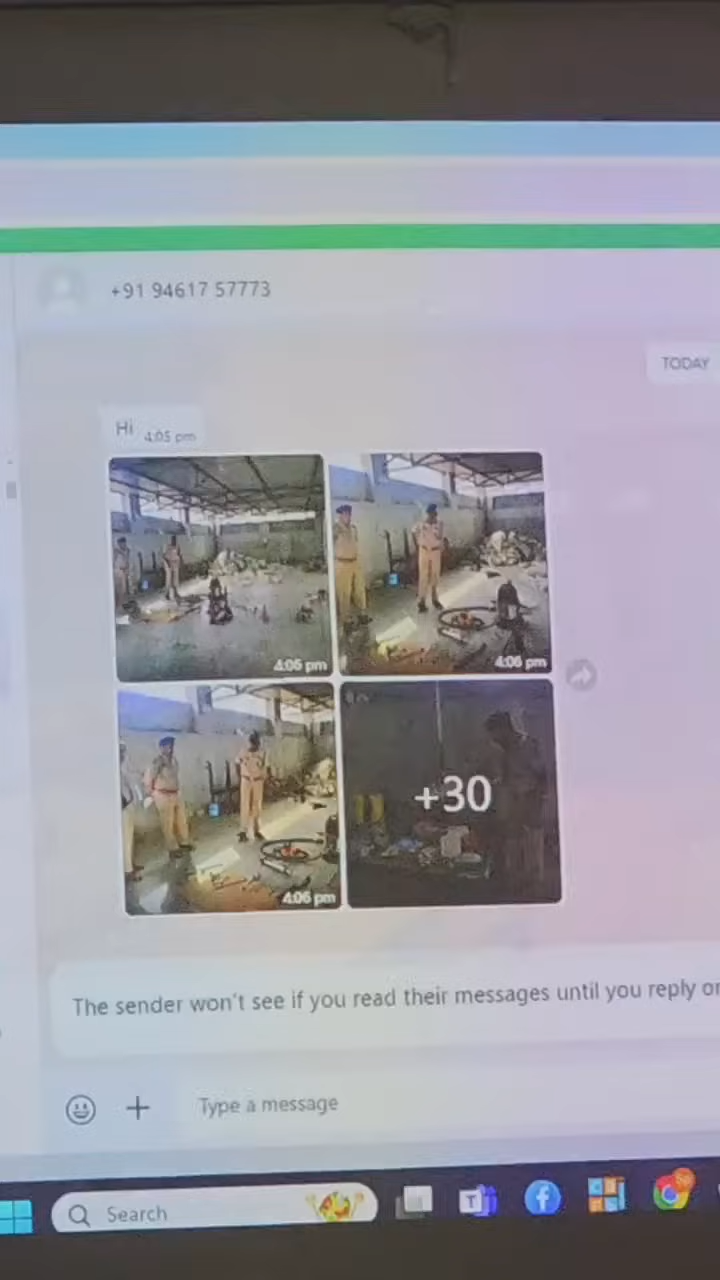 +91 94617 57773
TODAY
Hi 4:05 pm
4:06 pm
4:06 pm
4:06 pm
+30
The sender won't see if you read their messages until you reply or
Type a message
Search